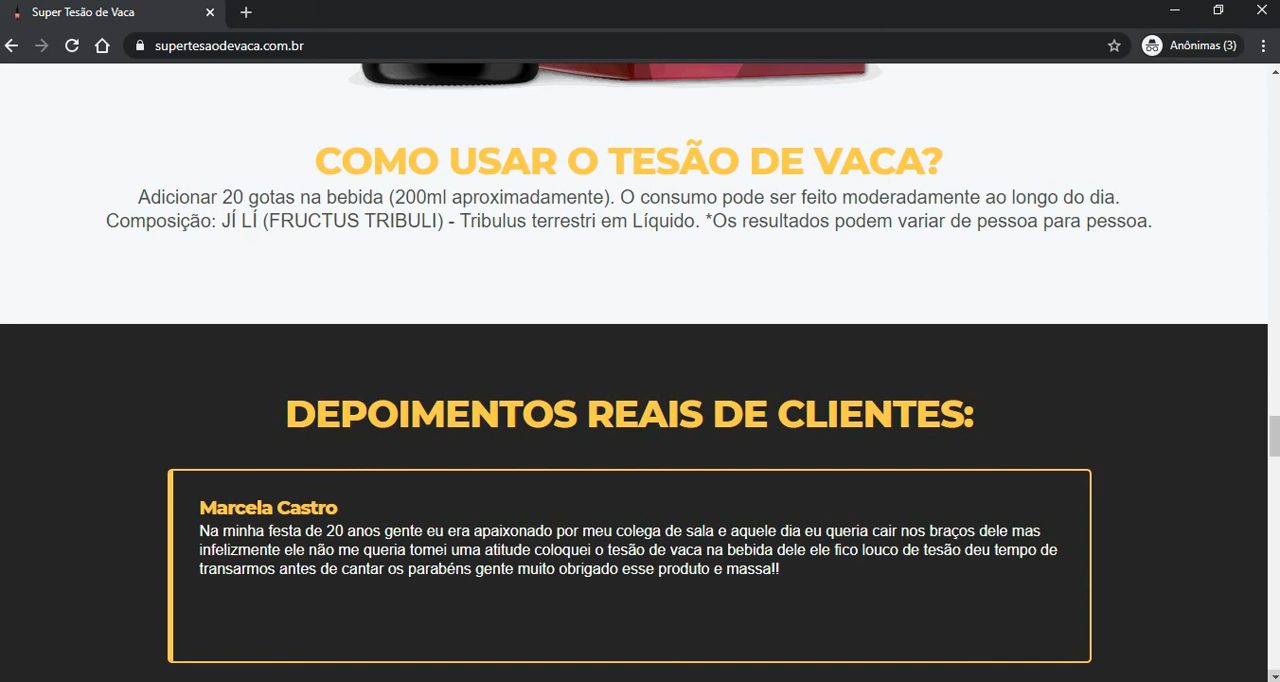 Super Tesão de Vaca
supertesaodevaca.com.br
Anônimas (3)
COMO USAR O TESÃO DE VACA?
Adicionar 20 gotas na bebida (200ml aproximadamente). O consumo pode ser feito moderadamente ao longo do dia.
Composição: JÍ LÍ (FRUCTUS TRIBULI) - Tribulus terrestri em Líquido. *Os resultados podem variar de pessoa para pessoa.
DEPOIMENTOS REAIS DE CLIENTES:
Marcela Castro
Na minha festa de 20 anos gente eu era apaixonado por meu colega de sala e aquele dia eu queria cair nos braços dele mas
infelizmente ele não me queria tomei uma atitude coloquei o tesão de vaca na bebida dele ele fico louco de tesão deu tempo de
transarmos antes de cantar os parabéns gente muito obrigado esse produto e massa!!